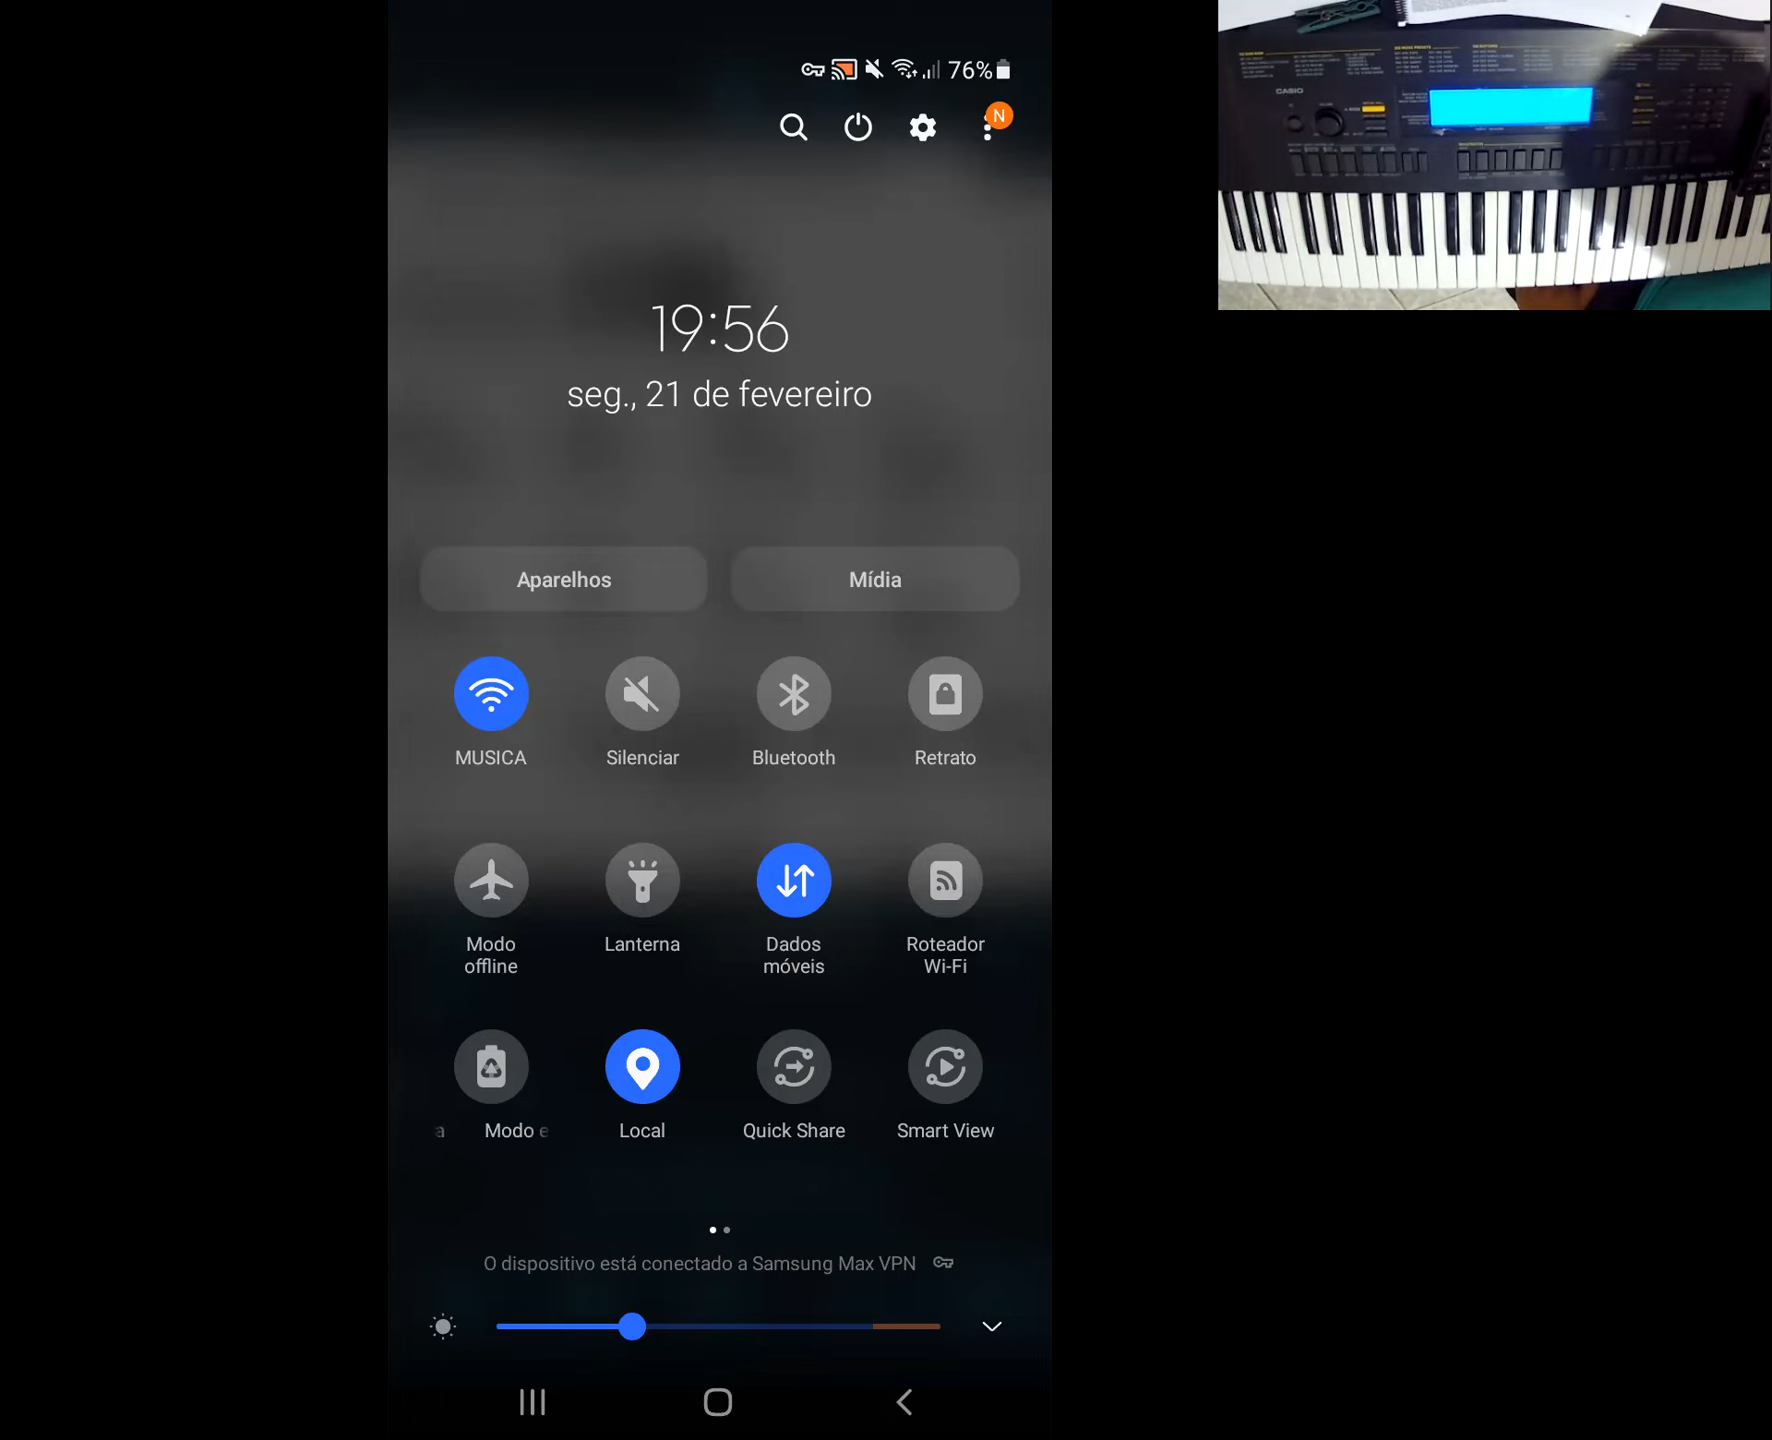 76%
N
CASIO
19:56
seg., 21 de fevereiro
Aparelhos
Mídia
MUSICA
Silenciar
Bluetooth
Retrato
Modo
offline
Lanterna
Dados
móveis
Roteador
Wi-Fi
a
Modo e
Local
Quick Share
Smart View
O dispositivo está conectado a Samsung Max VPN